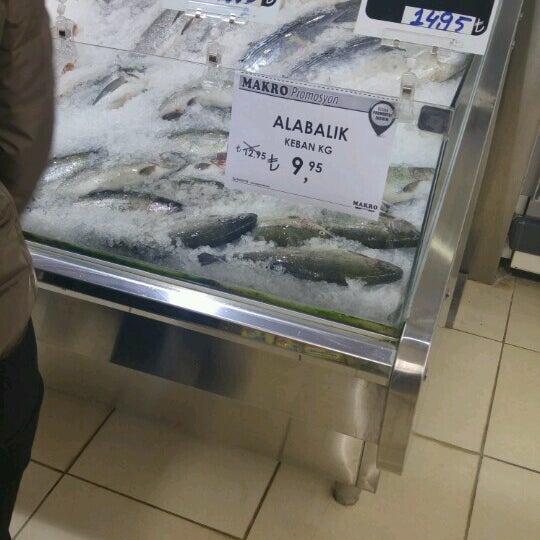 1495 ₺
MAKRO Promosyon
ALABALIK
KEBAN KG
₺ 12,95 ₺ 9,95
MAKRO